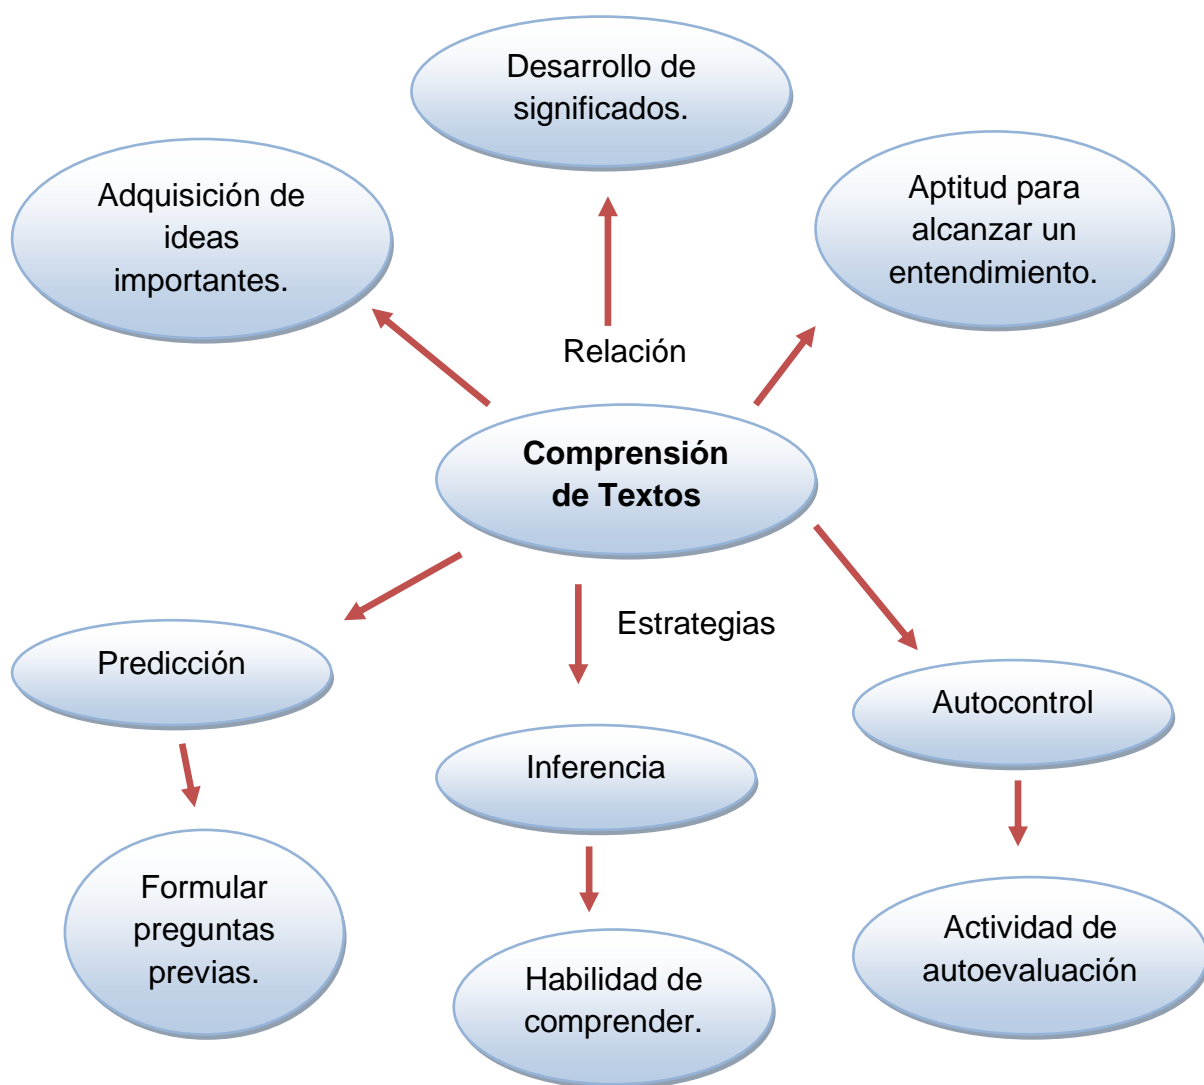 Desarrollo de
significados.
Adquisición de
ideas
importantes.
Aptitud para
alcanzar un
entendimiento.
Relación
Comprensión
de Textos
Estrategias
Predicción
Autocontrol
Inferencia
Formular
preguntas
previas.
Actividad de
autoevaluación
Habilidad de
comprender.